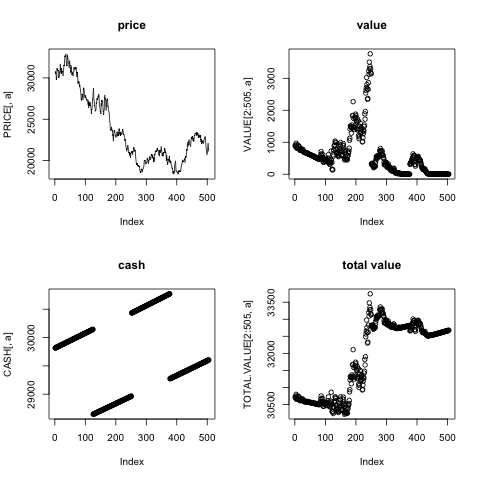 price
PRICE[, a]
20000 25000 30000
0 100 200 300 400 500
Index
value
VALUE[2:505, a]
0 1000 2000 3000
0 100 200 300 400 500
Index
cash
CASH[, a]
29000 30000
0 100 200 300 400 500
Index
total value
TOTAL.VALUE[2:505, a]
30500 32000 33500
0 100 200 300 400 500
Index